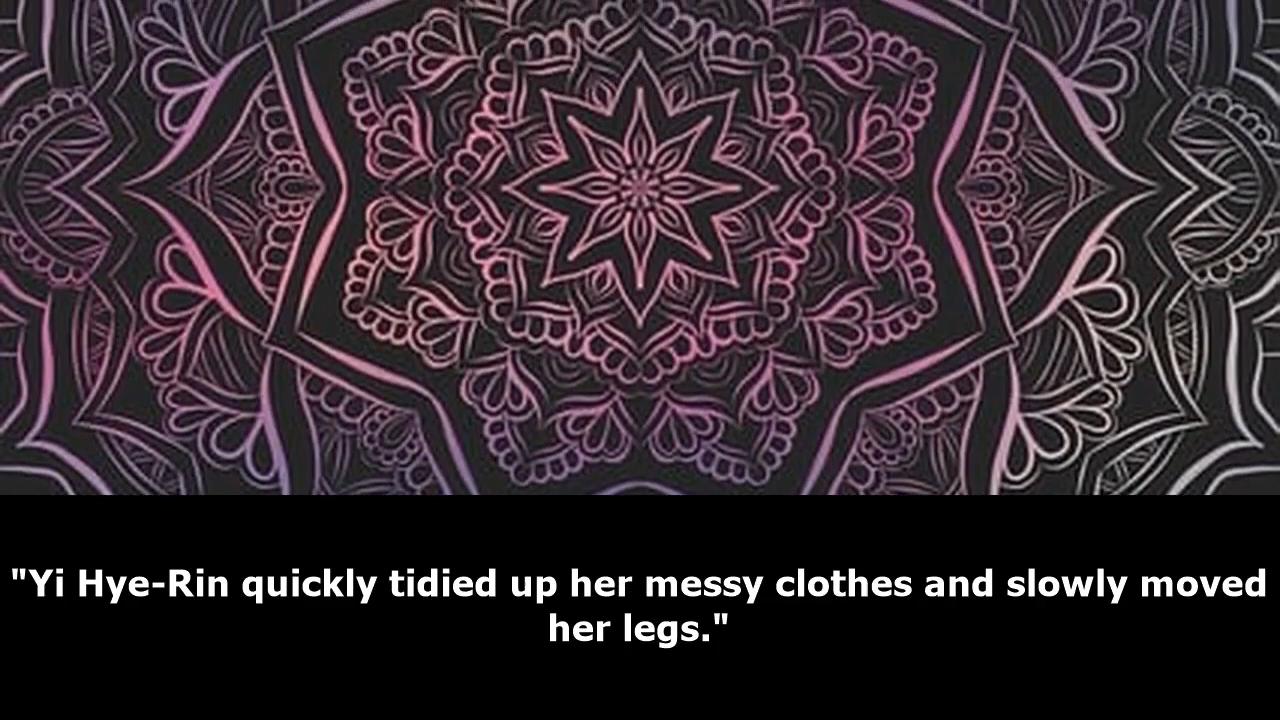 "Yi Hye-Rin quickly tidied up her messy clothes and slowly moved
her legs."